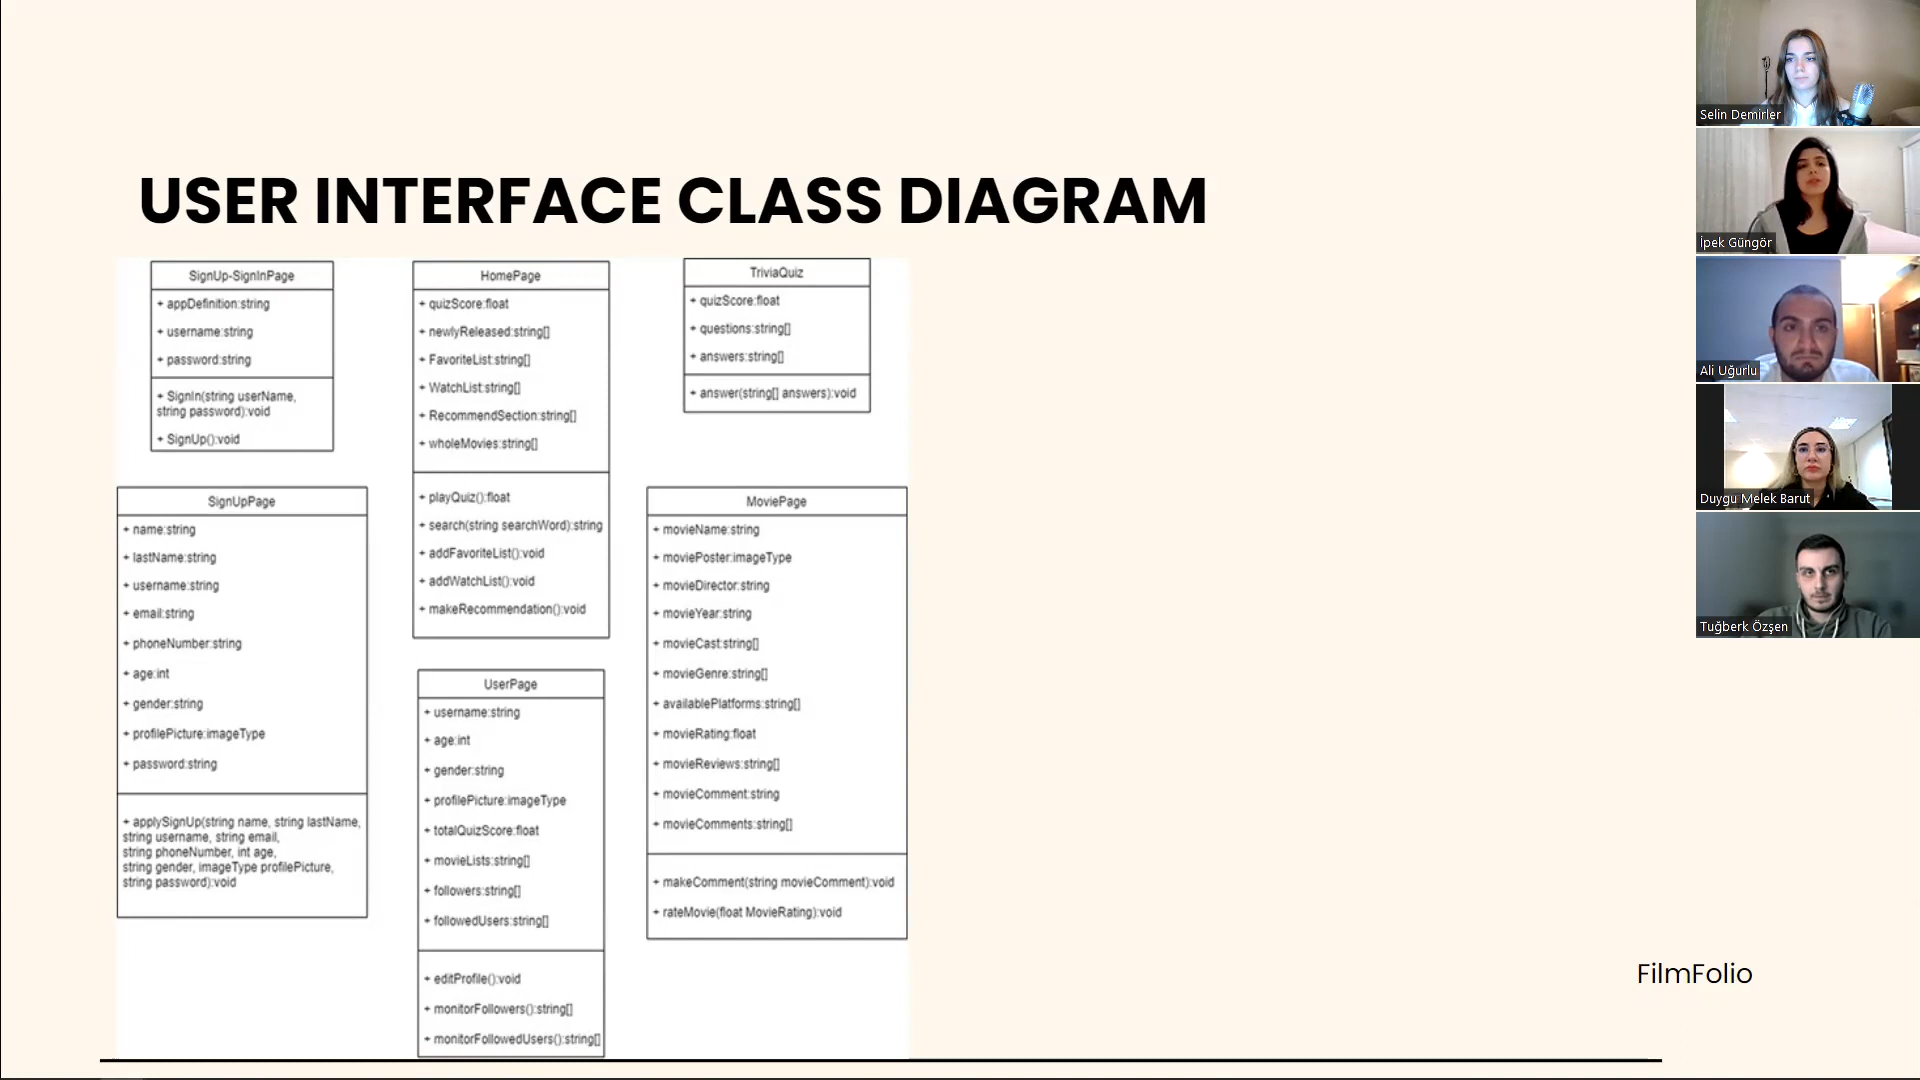 USER INTERFACE CLASS DIAGRAM
SignUp-SignInPage
+ appDefinition:string
+ username:string
+ password:string
+ SignIn(string userName,
string password):void
+ SignUp():void
HomePage
+ quizScore:float
+ newlyReleased:string[]
+ FavoriteList:string[]
+ WatchList:string[]
+ RecommendSection:string[]
+ wholeMovies:string[]
+ playQuiz():float
+ search(string searchWord):string
+ addFavoriteList():void
+ addWatchList():void
+ makeRecommendation():void
TriviaQuiz
+ quizScore:float
+ questions:string[]
+ answers:string[]
+ answer(string[] answers):void
SignUpPage
+ name:string
+ lastName:string
+ username:string
+ email:string
+ phoneNumber:string
+ age:int
+ gender:string
+ profilePicture:imageType
+ password:string
+ applySignUp(string name, string lastName,
string username, string email,
string phoneNumber, int age,
string gender, imageType profilePicture,
string password):void
UserPage
+ username:string
+ age:int
+ gender:string
+ profilePicture:imageType
+ totalQuizScore:float
+ movieLists:string[]
+ followers:string[]
+ followedUsers:string[]
+ editProfile():void
+ monitorFollowers():string[]
+ monitorFollowedUsers():string[]
MoviePage
+ movieName:string
+ moviePoster:imageType
+ movieDirector:string
+ movieYear:string
+ movieCast:string[]
+ movieGenre:string[]
+ availablePlatforms:string[]
+ movieRating:float
+ movieReviews:string[]
+ movieComment:string
+ movieComments:string[]
+ makeComment(string movieComment):void
+ rateMovie(float MovieRating):void
FilmFolio
Selin Demirler
İpek Güngör
Ali Uğurlu
Duygu Melek Barut
Tuğberk Özşen